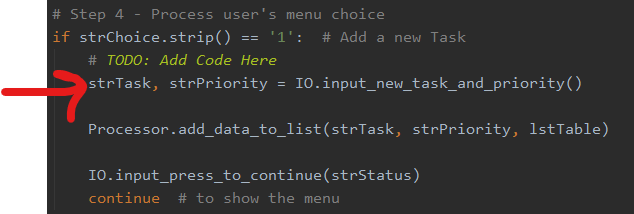 # Step 4 - Process user's menu choice
if strChoice.strip() == '1':  # Add a new Task
    # TODO: Add Code Here
    strTask, strPriority = IO.input_new_task_and_priority()
    Processor.add_data_to_list(strTask, strPriority, lstTable)
    IO.input_press_to_continue(strStatus)
    continue  # to show the menu